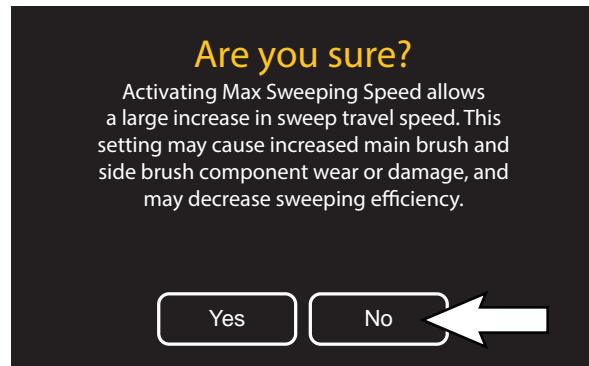 Are you sure?
Activating Max Sweeping Speed allows
a large increase in sweep travel speed. This
setting may cause increased main brush and
side brush component wear or damage, and
may decrease sweeping efficiency.
Yes No